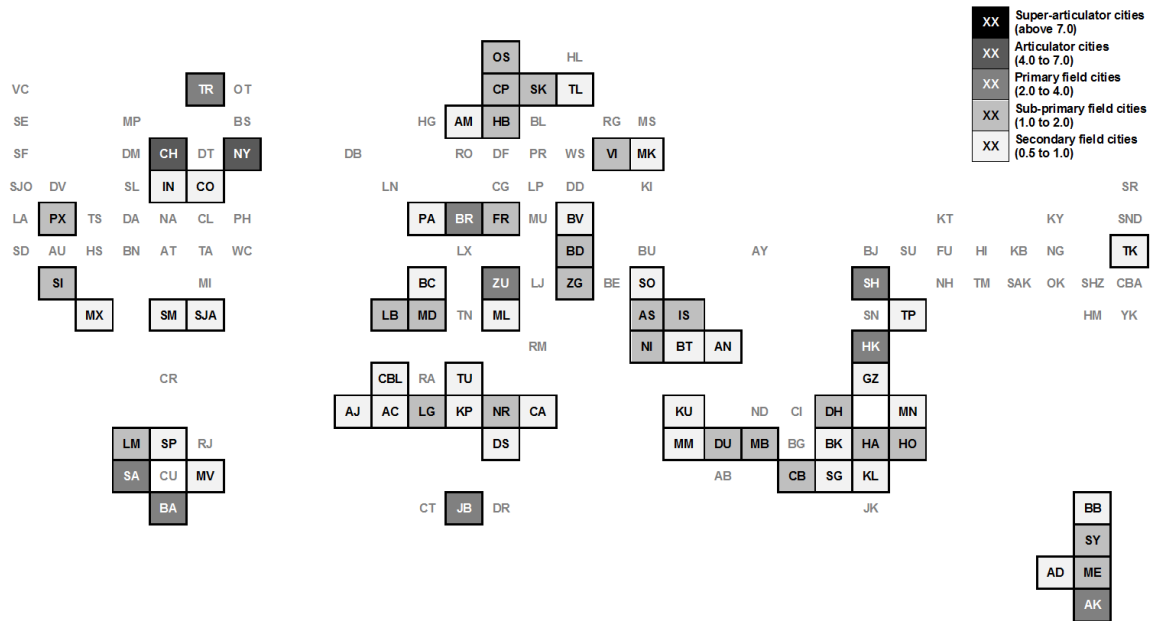 XX Super-articulator cities
(above 7.0)
XX Articulator cities
(4.0 to 7.0)
XX Primary field cities
(2.0 to 4.0)
XX Sub-primary field cities
(1.0 to 2.0)
XX Secondary field cities
(0.5 to 1.0)
OS HL
VC TR OT CP SK TL
SE MP BS HG AM HB BL RG MS
SF DM CH DT NY DB RO DF PR WS VI MK
SJO DV SL IN CO LN CG LP DD KI SR
LA PX TS DA NA CL PH PA BR FR MU BV KT KY SND
SD AU HS BN AT TA WC LX BD BU AY BJ SU FU HI KB NG TK
SI MI BC ZU LJ ZG BE SO SH NH TM SAK OK SHZ CBA
MX SM SJA LB MD TN ML AS IS SN TP HM YK
RM NI BT AN HK
CR CBL RA TU GZ
AJ AC LG KP NR CA KU ND CI DH MN
LM SP RJ DS MM DU MB BG BK HA HO
SA CU MV AB CB SG KL
BA CT JB DR JK BB
SY
AD ME
AK